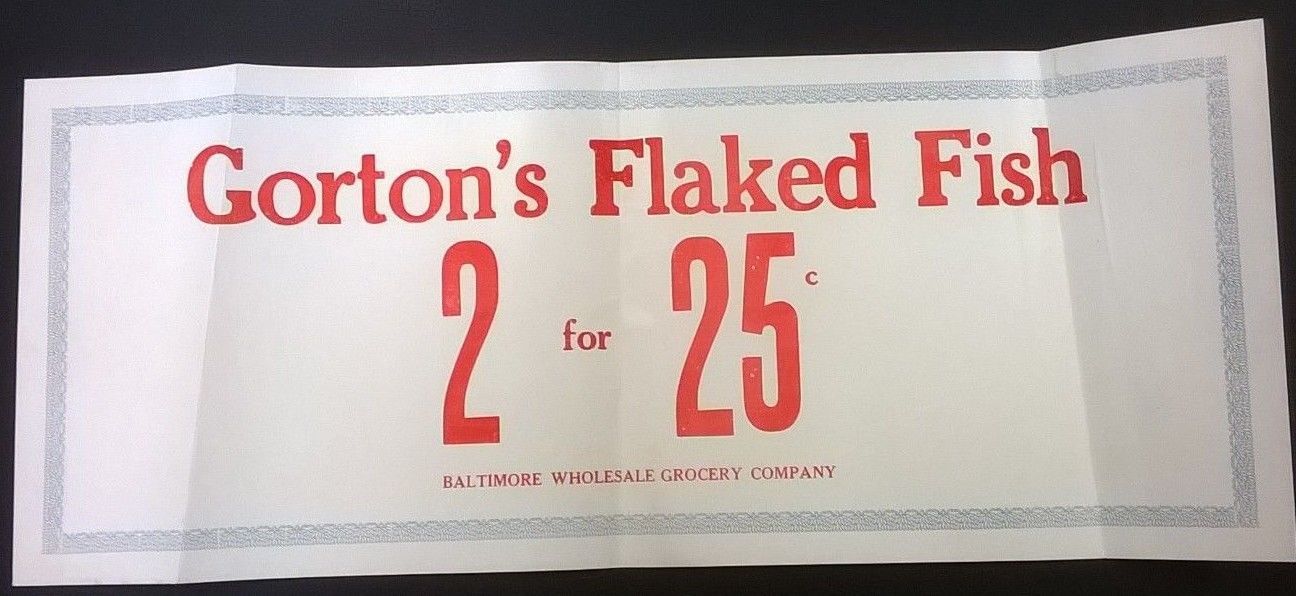 Gorton's Flaked Fish
2 for 25c
BALTIMORE WHOLESALE GROCERY COMPANY